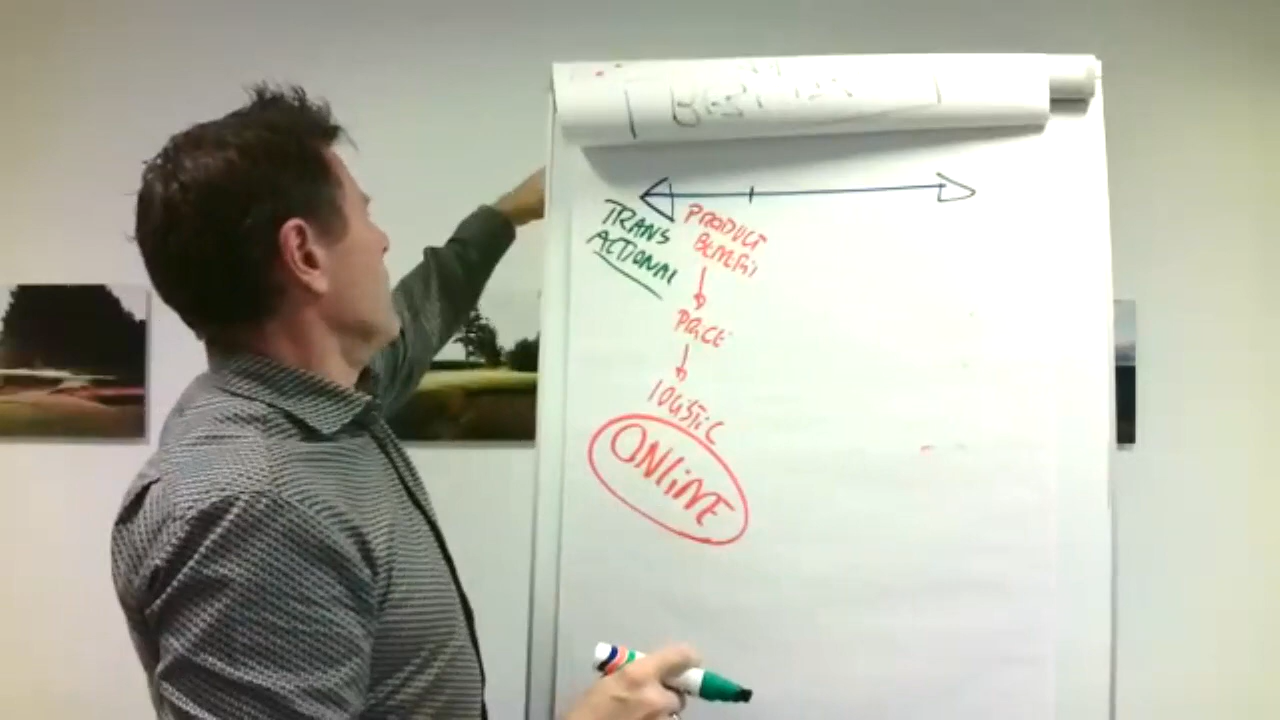 TRANS
ACTIONAL
PRODUCT
BENEFIT
PRICE
LOGISTIC
ONLINE